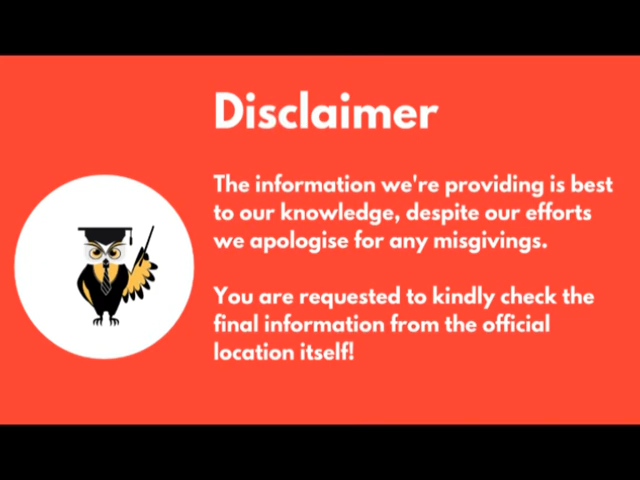 Disclaimer
The information we're providing is best
to our knowledge, despite our efforts
we apologise for any misgivings.
You are requested to kindly check the
final information from the official
location itself!